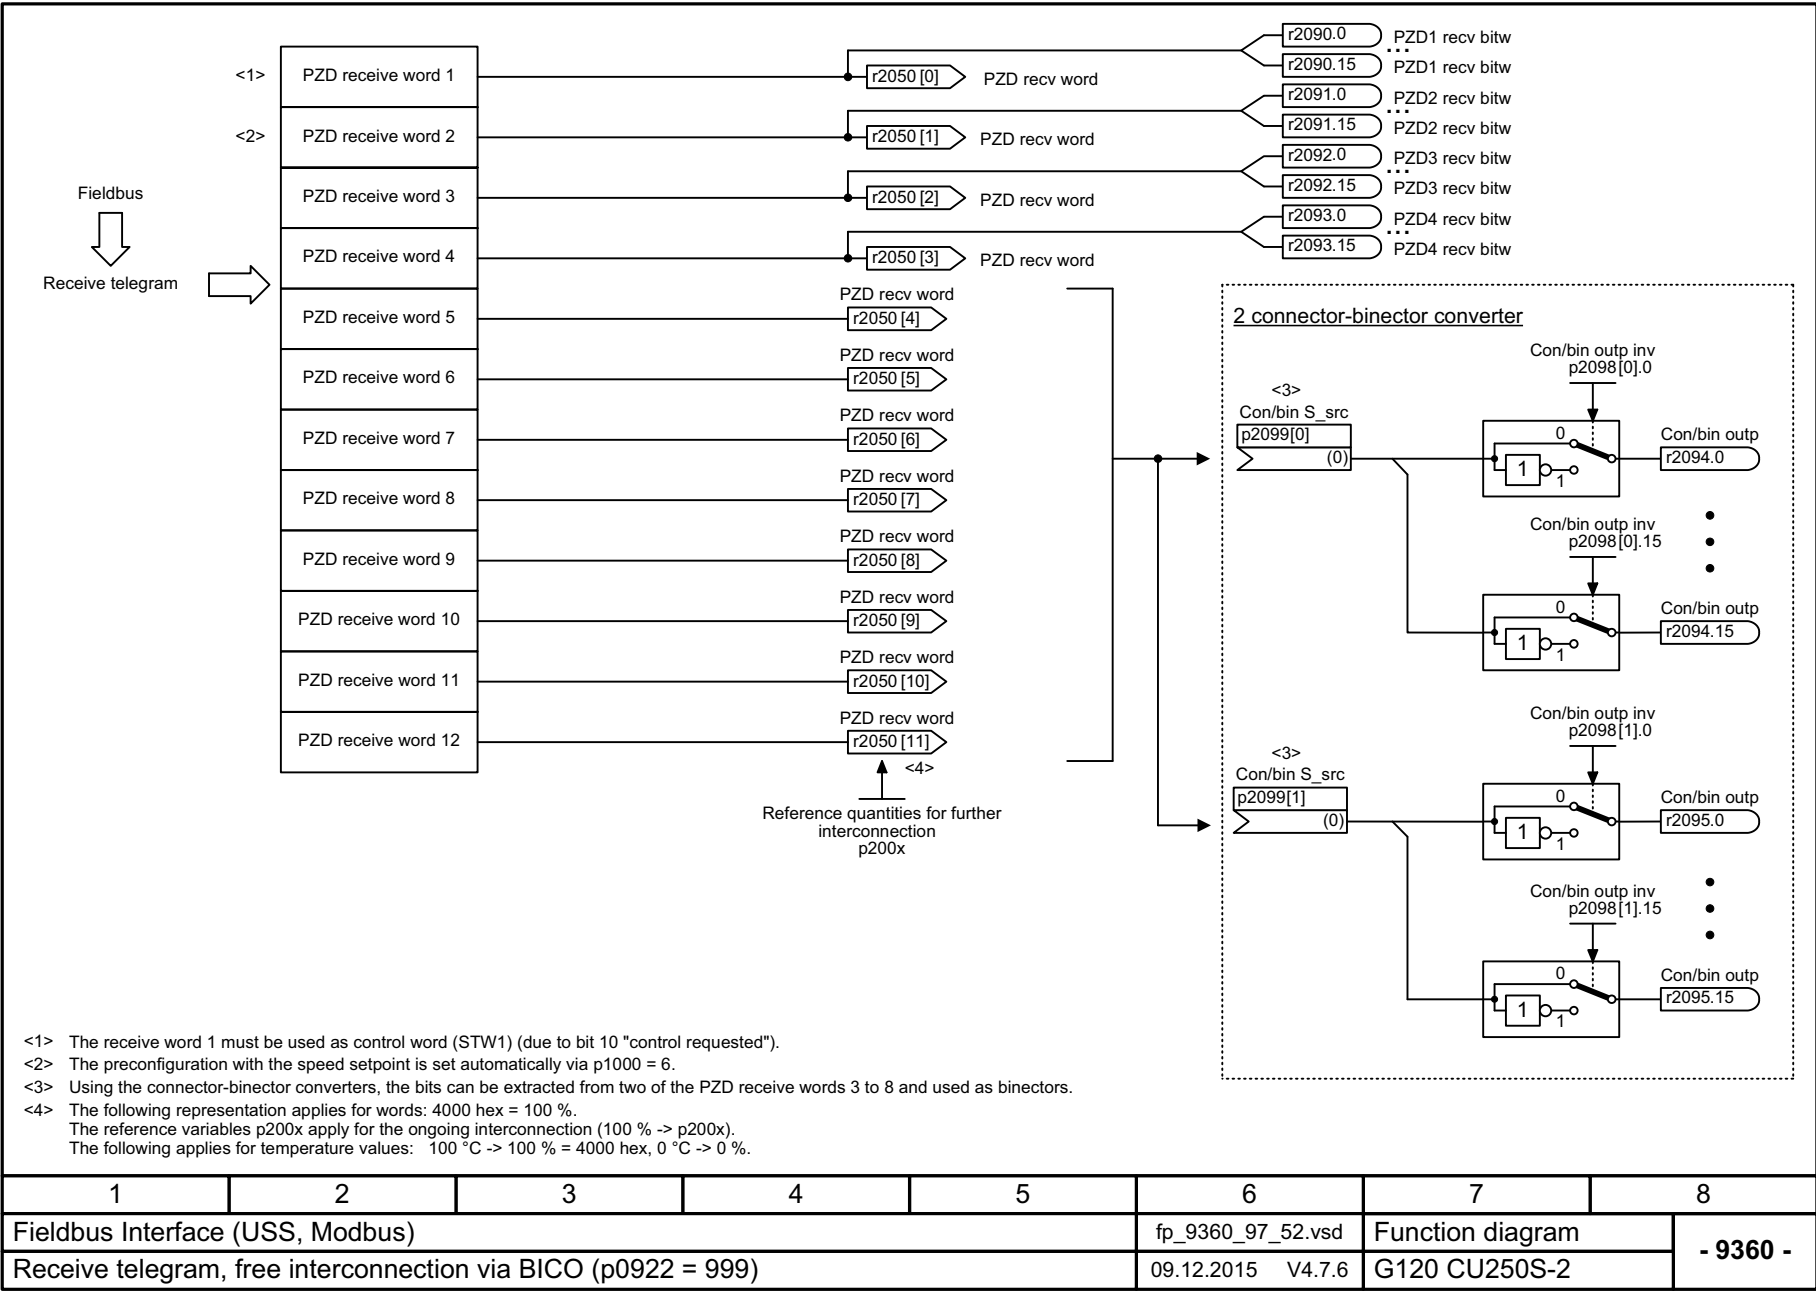 <1>
PZD receive word 1
r2050 [0]
PZD recv word
r2090.0
PZD1 recv bitw
...
r2090.15
PZD1 recv bitw
<2>
PZD receive word 2
r2050 [1]
PZD recv word
r2091.0
PZD2 recv bitw
...
r2091.15
PZD2 recv bitw
PZD receive word 3
r2050 [2]
PZD recv word
r2092.0
PZD3 recv bitw
...
r2092.15
PZD3 recv bitw
PZD receive word 4
r2050 [3]
PZD recv word
r2093.0
PZD4 recv bitw
...
r2093.15
PZD4 recv bitw
Fieldbus
Receive telegram
PZD receive word 5
PZD recv word
r2050 [4]
PZD receive word 6
PZD recv word
r2050 [5]
PZD receive word 7
PZD recv word
r2050 [6]
PZD receive word 8
PZD recv word
r2050 [7]
PZD receive word 9
PZD recv word
r2050 [8]
PZD receive word 10
PZD recv word
r2050 [9]
PZD receive word 11
PZD recv word
r2050 [10]
PZD receive word 12
PZD recv word
r2050 [11]
<4>
Reference quantities for further
interconnection
p200x
2 connector-binector converter
<3>
Con/bin S_src
p2099[0]
(0)
Con/bin outp inv
p2098[0].0
0
1
1
Con/bin outp
r2094.0
Con/bin outp inv
p2098[0].15
0
1
1
Con/bin outp
r2094.15
<3>
Con/bin S_src
p2099[1]
(0)
Con/bin outp inv
p2098[1].0
0
1
1
Con/bin outp
r2095.0
Con/bin outp inv
p2098[1].15
0
1
1
Con/bin outp
r2095.15
<1> The receive word 1 must be used as control word (STW1) (due to bit 10 "control requested").
<2> The preconfiguration with the speed setpoint is set automatically via p1000 = 6.
<3> Using the connector-binector converters, the bits can be extracted from two of the PZD receive words 3 to 8 and used as binectors.
<4> The following representation applies for words: 4000 hex = 100 %.
The reference variables p200x apply for the ongoing interconnection (100 % -> p200x).
The following applies for temperature values: 100 °C -> 100 % = 4000 hex, 0 °C -> 0 %.
1 2 3 4 5 6 7 8
Fieldbus Interface (USS, Modbus)
fp_9360_97_52.vsd
Function diagram
- 9360 -
Receive telegram, free interconnection via BICO (p0922 = 999)
09.12.2015 V4.7.6
G120 CU250S-2